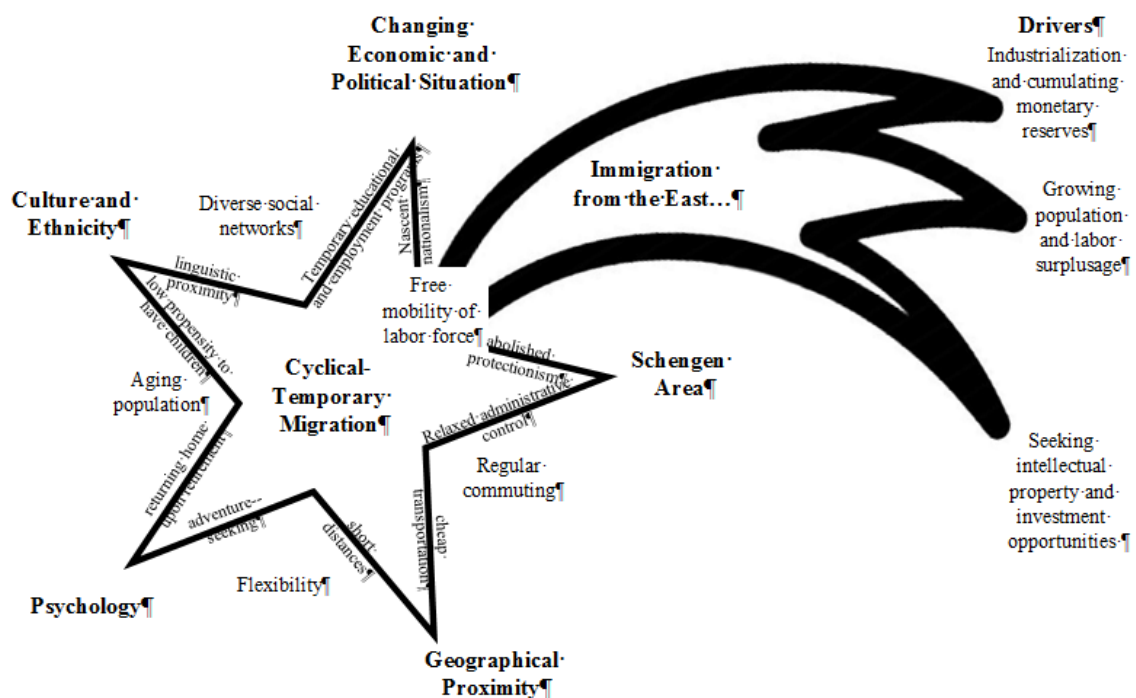 Changing
Economic and
Political Situation¶
Drivers¶
Industrialization
and cumulating
monetary
reserves¶
Immigration
from the East...¶
Culture and
Ethnicity¶
Diverse social
networks¶
Temporary educational
and employment programs¶
Nascent
nationalism¶
Growing
population
and labor
surplusage¶
linguistic
proximity¶
low propensity to
have children¶
Free
mobility of
labor force¶
abolished
protectionism¶
Schengen
Area¶
Cyclical-
Temporary
Migration¶
Aging
population¶
Relaxed administrative
control¶
Regular
commuting¶
Seeking
intellectual
property and
investment
opportunities¶
returning home
upon retirement¶
adventure-
seeking¶
short
distances¶
cheap
transportation¶
Flexibility¶
Psychology¶
Geographical
Proximity¶